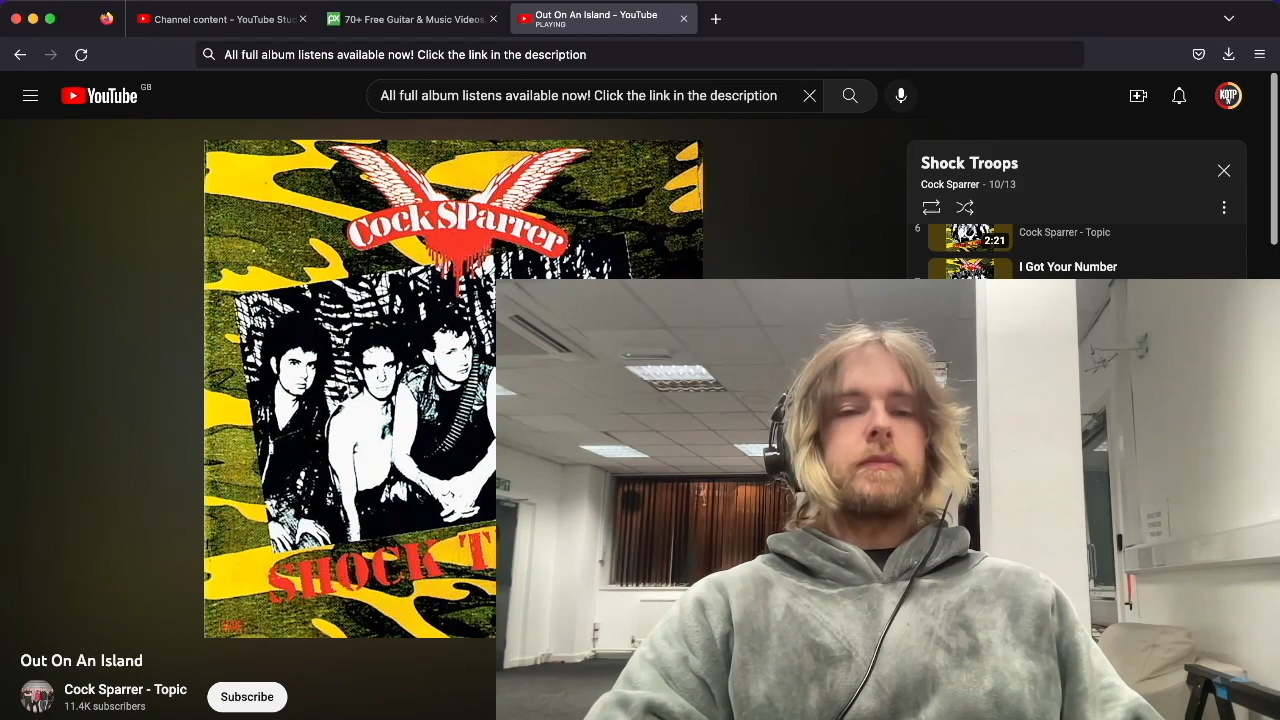 Channel content - YouTube Stu
70+ Free Guitar & Music Videos,
Out On An Island - YouTube
PLAYING
All full album listens available now! Click the link in the description
YouTube GB
All full album listens available now! Click the link in the description
KOTP
Cock Sparrer
SHOCK T
Shock Troops
Cock Sparrer - 10/13
6
2:21
Cock Sparrer - Topic
I Got Your Number
Out On An Island
Cock Sparrer - Topic
11.4K subscribers
Subscribe